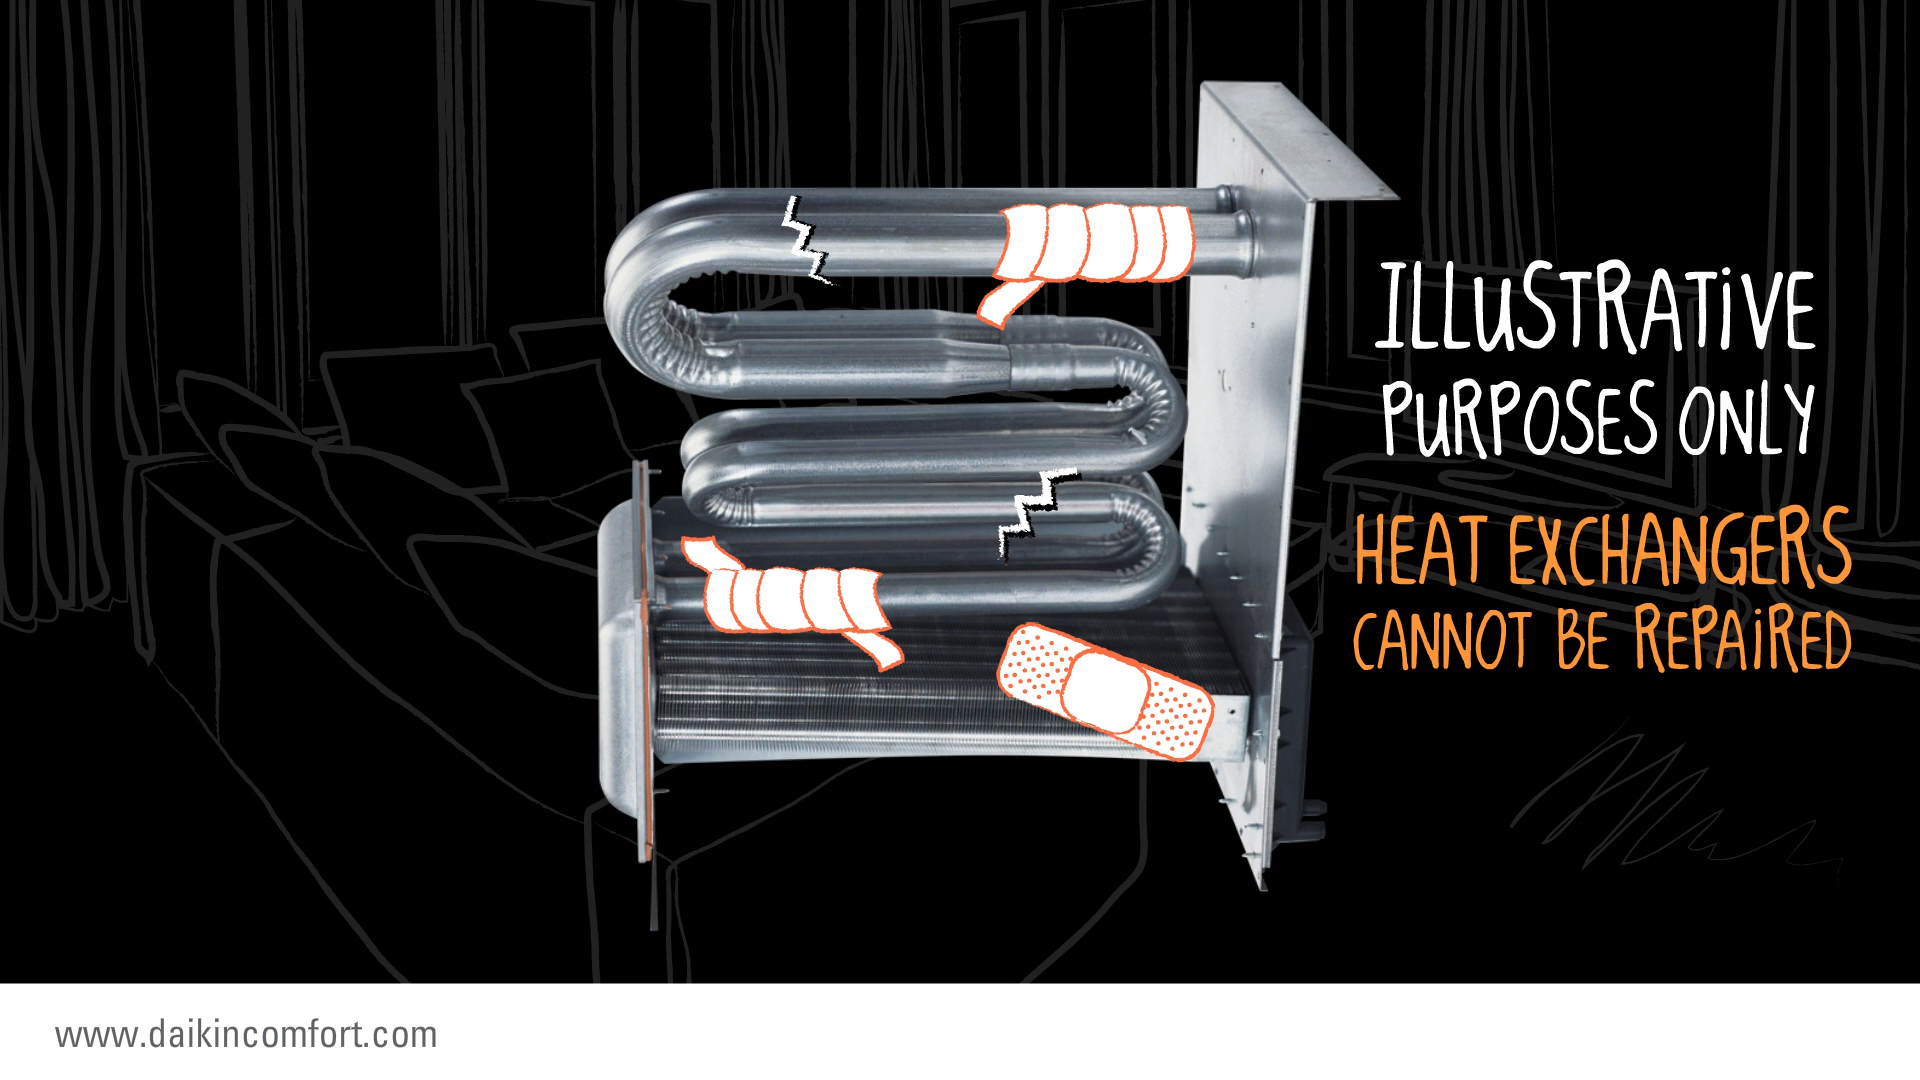 ILLUSTRATIVE
PURPOSES ONLY
HEAT EXCHANGERS
CANNOT BE REPAIRED
www.daikincomfort.com